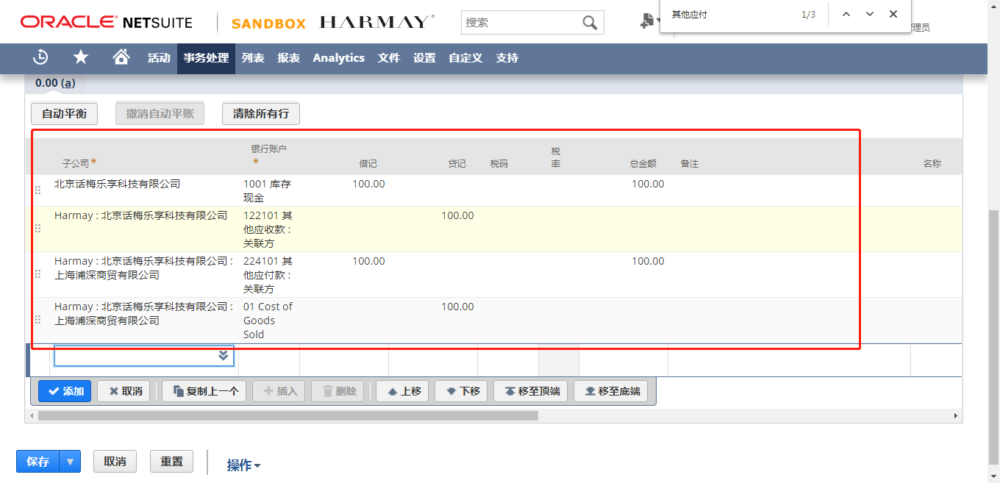 ORACLE NETSUITE SANDBOX HARMAY 搜索 其他应付 1/3
理员
活动 事务处理 列表 报表 Analytics 文件 设置 自定义 支持
0.00 (a)
自动平衡 撤消自动平账 清除所有行
子公司* 银行账户* 借记 贷记 税码 税率 总金额 备注 名称
北京话梅乐享科技有限公司 1001 库存 100.00 100.00
现金
Harmay : 北京话梅乐享科技有限公司 122101 其 100.00
他应收款 :
关联方
Harmay : 北京话梅乐享科技有限公司 : 224101 其 100.00 100.00
上海浦深商贸有限公司 他应付款 :
关联方
Harmay : 北京话梅乐享科技有限公司 : 01 Cost of 100.00
上海浦深商贸有限公司 Goods
Sold
添加 取消 复制上一个 插入 删除 上移 下移 移至顶端 移至底端
保存 取消 重置 操作